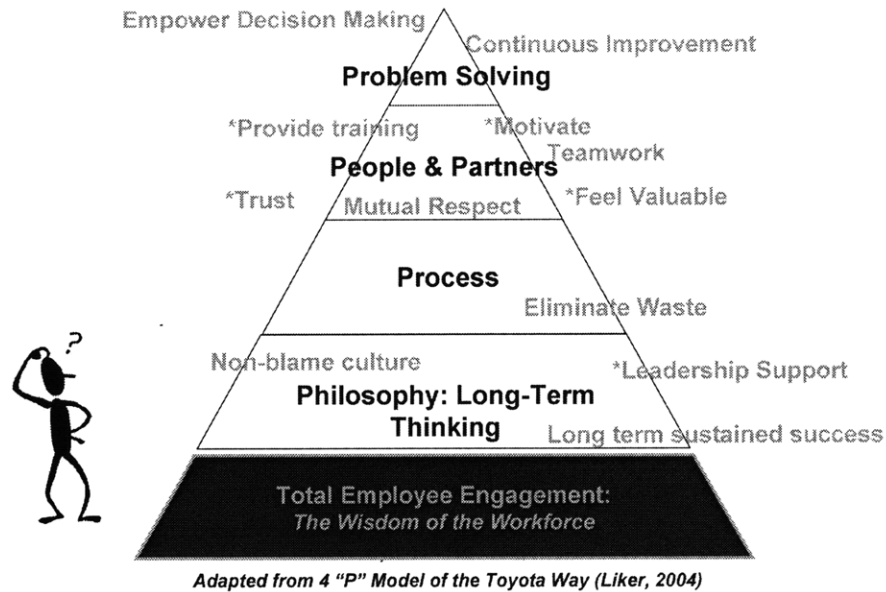 Empower Decision Making
Continuous Improvement
Problem Solving
*Provide training
*Motivate
Teamwork
People & Partners
*Trust
Mutual Respect
*Feel Valuable
Process
Eliminate Waste
?
Non-blame culture
*Leadership Support
Philosophy: Long-Term
Thinking
Long term sustained success
Total Employee Engagement:
The Wisdom of the Workforce
Adapted from 4 “P” Model of the Toyota Way (Liker, 2004)